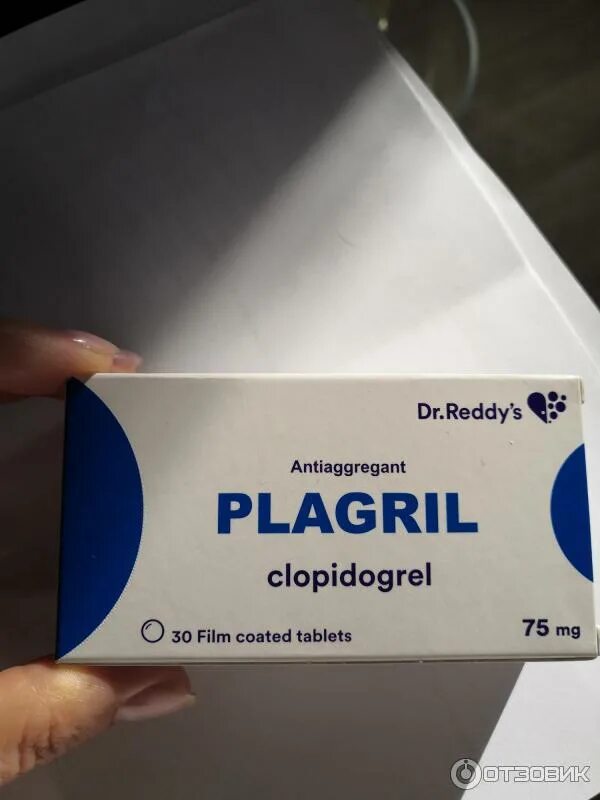 Dr.Reddy's
Antiaggregant
PLAGRIL
clopidogrel
30 Film coated tablets
75 mg
ОТЗОВИК